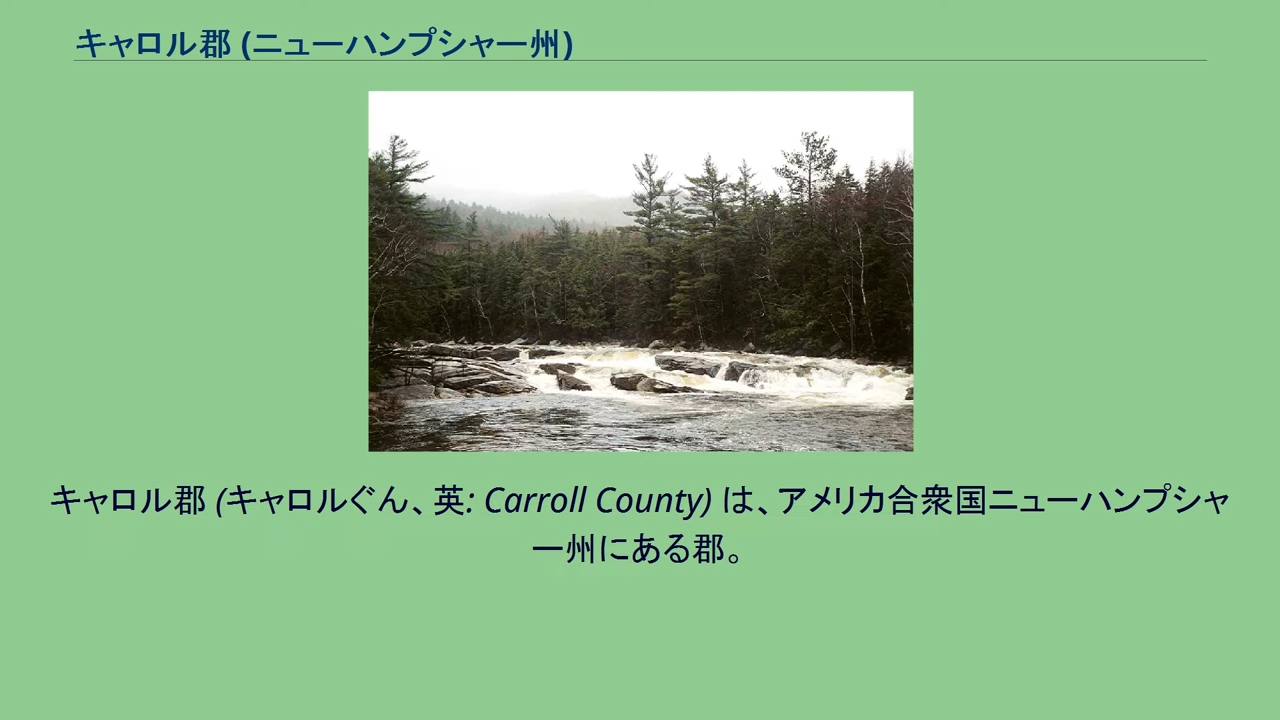 キャロル郡 (ニューハンプシャー州)
キャロル郡 (キャロルぐん、英: Carroll County) は、アメリカ合衆国ニューハンプシャ
ー州にある郡。